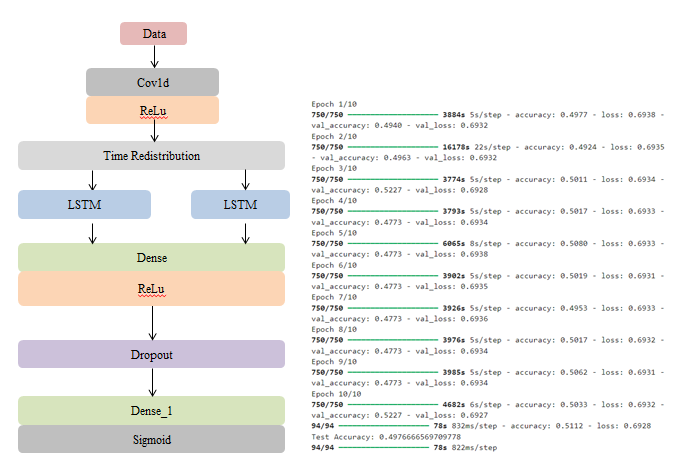 Data
Cov1d
ReLu
Time Redistribution
LSTM
LSTM
Dense
ReLu
Dropout
Dense_1
Sigmoid
Epoch 1/10
750/750 3884s 5s/step - accuracy: 0.4977 - loss: 0.6938 -
val_accuracy: 0.4940 - val_loss: 0.6932
Epoch 2/10
750/750 16178s 22s/step - accuracy: 0.4924 - loss: 0.6935
- val_accuracy: 0.4963 - val_loss: 0.6932
Epoch 3/10
750/750 3774s 5s/step - accuracy: 0.5011 - loss: 0.6934 -
val_accuracy: 0.5227 - val_loss: 0.6928
Epoch 4/10
750/750 3793s 5s/step - accuracy: 0.5017 - loss: 0.6933 -
val_accuracy: 0.4773 - val_loss: 0.6934
Epoch 5/10
750/750 6065s 8s/step - accuracy: 0.5080 - loss: 0.6933 -
val_accuracy: 0.4773 - val_loss: 0.6938
Epoch 6/10
750/750 3902s 5s/step - accuracy: 0.5019 - loss: 0.6931 -
val_accuracy: 0.4773 - val_loss: 0.6935
Epoch 7/10
750/750 3926s 5s/step - accuracy: 0.4953 - loss: 0.6933 -
val_accuracy: 0.4773 - val_loss: 0.6936
Epoch 8/10
750/750 3976s 5s/step - accuracy: 0.5017 - loss: 0.6932 -
val_accuracy: 0.4773 - val_loss: 0.6934
Epoch 9/10
750/750 3985s 5s/step - accuracy: 0.5062 - loss: 0.6931 -
val_accuracy: 0.4773 - val_loss: 0.6934
Epoch 10/10
750/750 4682s 6s/step - accuracy: 0.5033 - loss: 0.6932 -
val_accuracy: 0.5227 - val_loss: 0.6927
94/94 78s 832ms/step - accuracy: 0.5112 - loss: 0.6928
Test Accuracy: 0.4976666569709778
94/94 78s 822ms/step